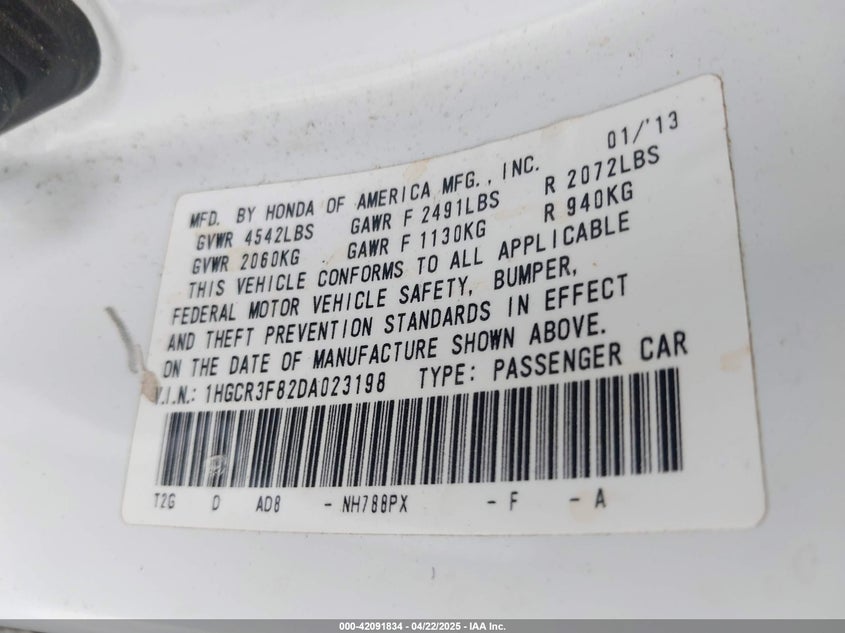 MFD. BY HONDA OF AMERICA MFG., INC. 01/'13
GVWR 4542LBS GAWR F 2491LBS R 2072LBS
GVWR 2060KG GAWR F 1130KG R 940KG
THIS VEHICLE CONFORMS TO ALL APPLICABLE
FEDERAL MOTOR VEHICLE SAFETY, BUMPER,
AND THEFT PREVENTION STANDARDS IN EFFECT
ON THE DATE OF MANUFACTURE SHOWN ABOVE.
V.I.N.: 1HGCR3F82DA023198 TYPE: PASSENGER CAR
T2G D AD8 - NH788PX - F - A
000-42091834 - 04/22/2025 - IAA Inc.